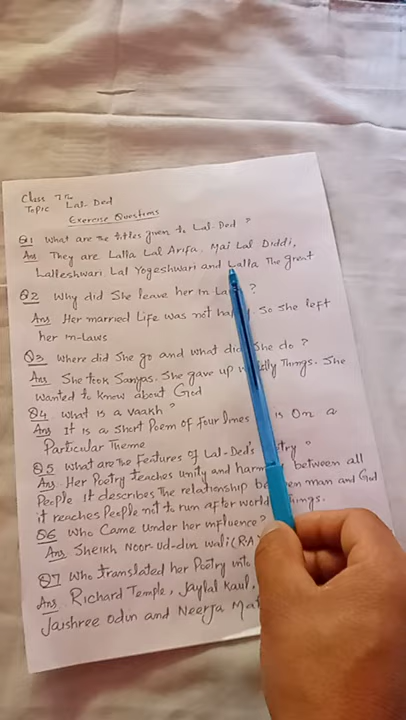 Class 7th
Topic Lal-Ded
Exercise Questions
Q1 What are the titles given to Lal-Ded ?
Ans They are Lalla Lal Arifa, Mai Lal Diddi,
Lalleshwari Lal Yogeshwari and Lalla The great
Q2 Why did She leave her in-La ?
Ans Her married Life was not ha . So She left
her in-Laws
Q3 Where did She go and what did She do ?
Ans. She took Sanyas. She gave up w ly Things. She
wanted to know about God
Q4 What is a vaakh ?
Ans It is a Short Poem of four lines is On a
Particular Theme
Q5 What are the Features of Lal-Ded's try ?
Ans: Her Poetry teaches unity and har between all
People It describes the relationship be en man and God
it reaches People not to run after world Things.
Q6 Who Came under her influence?
Ans. Sheikh Noor-ud-din wali (RA)
Q7 Who translated her Poetry into
Ans. Richard Temple, Jaylal Kaul,
Jaishree Odin and Neerja Mat